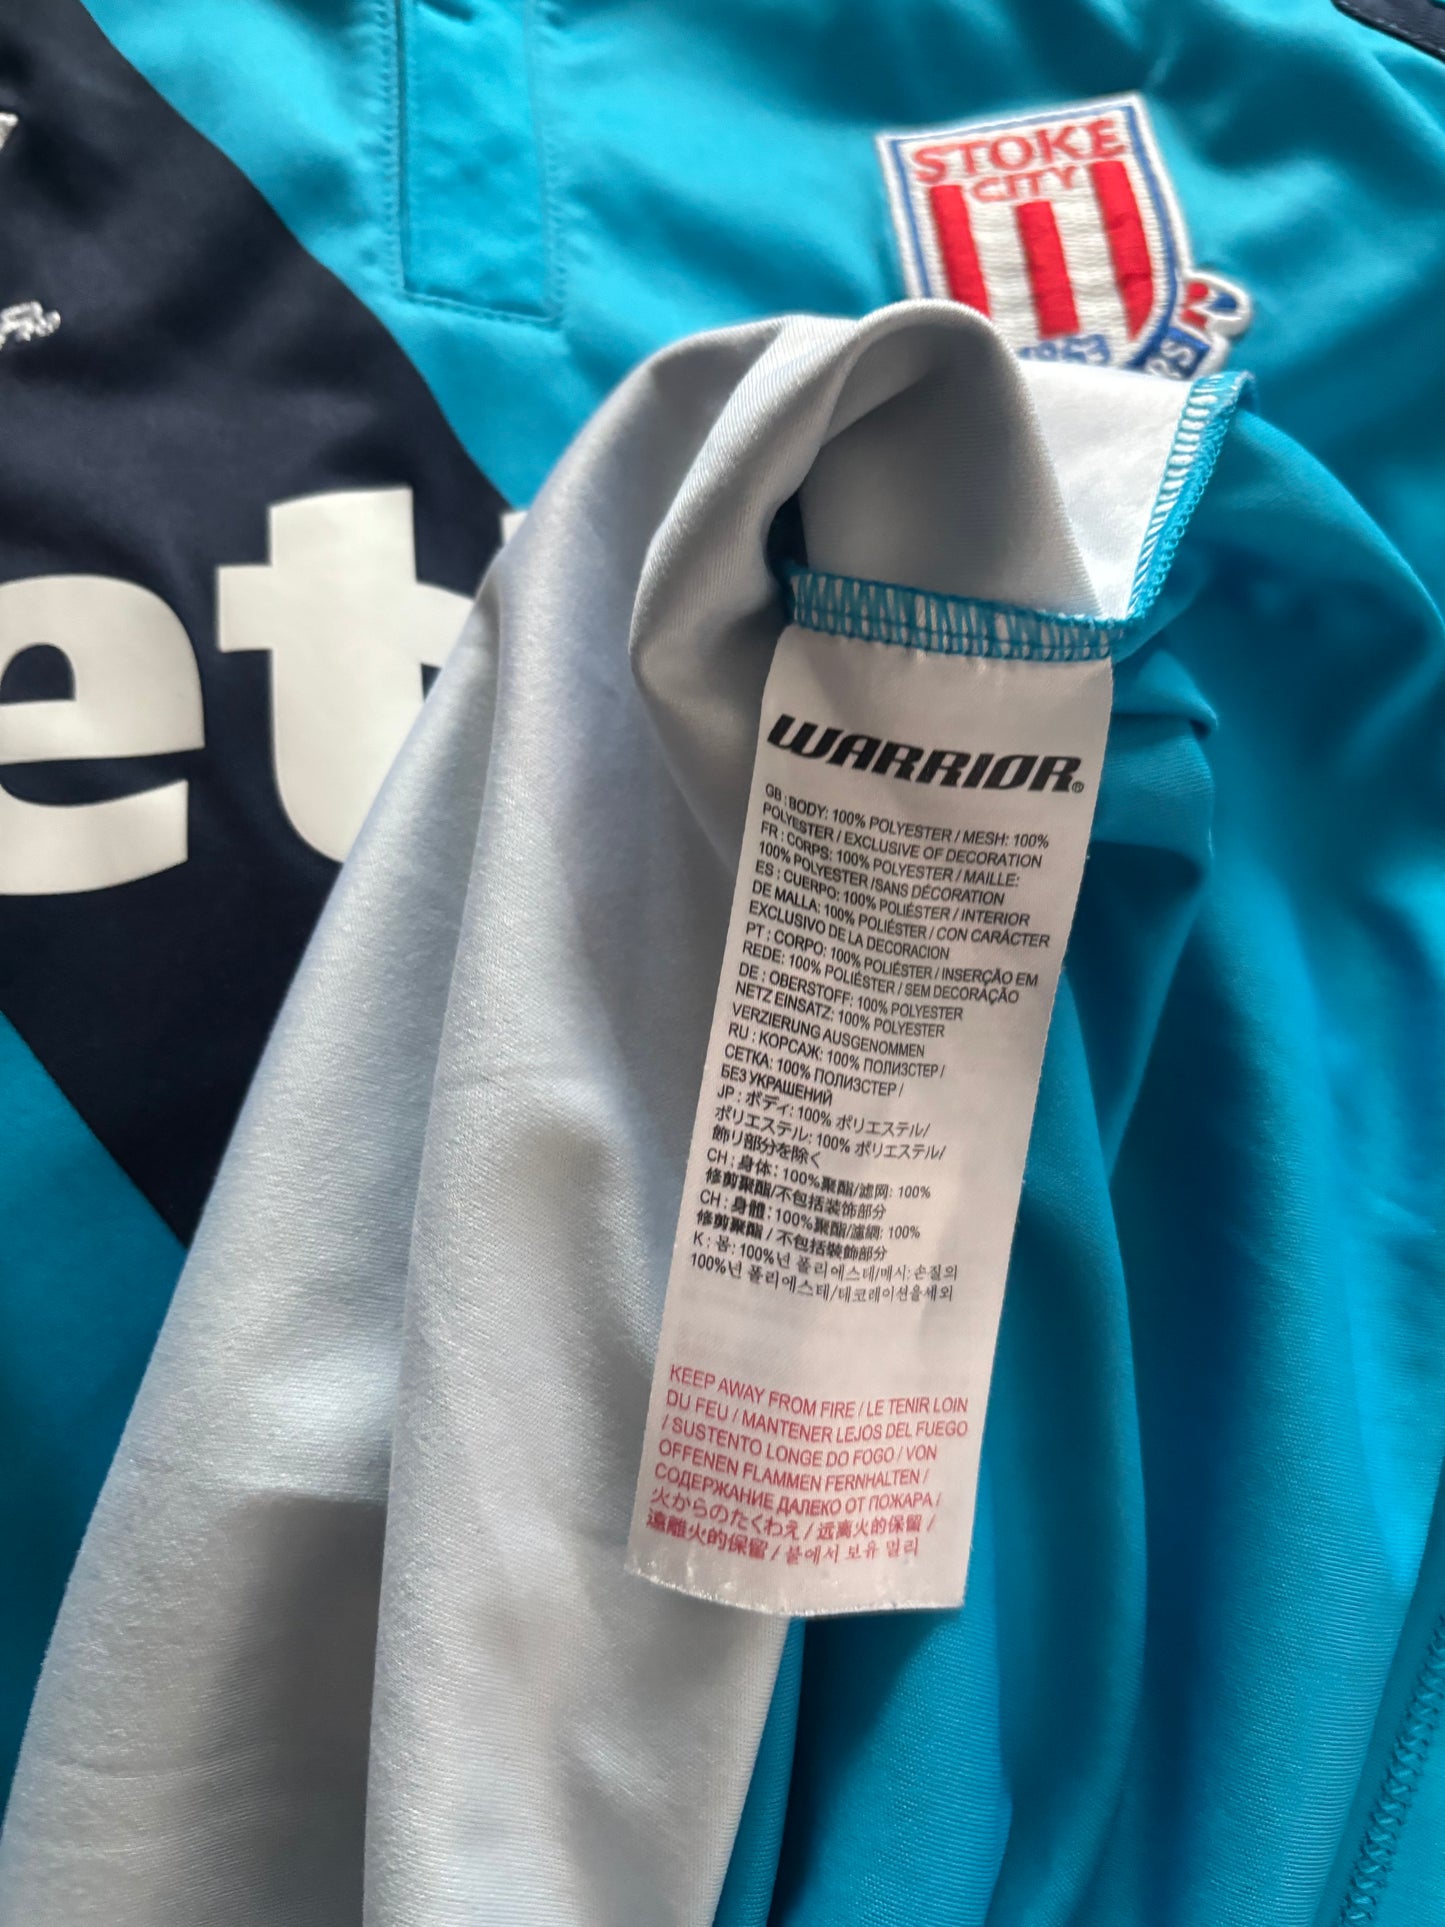 STOKE
CITY
et
WARRIOR®
GB : BODY: 100% POLYESTER / MESH: 100%
POLYESTER / EXCLUSIVE OF DECORATION
FR : CORPS: 100% POLYESTER / MAILLE:
100% POLYESTER /SANS DÉCORATION
ES : CUERPO: 100% POLIÉSTER / INTERIOR
DE MALLA: 100% POLIÉSTER / CON CARÁCTER
EXCLUSIVO DE LA DECORACION
PT : CORPO: 100% POLIÉSTER / INSERÇÃO EM
REDE: 100% POLIÉSTER / SEM DECORAÇÃO
DE : OBERSTOFF: 100% POLYESTER
NETZ EINSATZ: 100% POLYESTER
VERZIERUNG AUSGENOMMEN
RU : КОРСАЖ: 100% ПОЛИЗСТЕР /
СЕТКА: 100% ПОЛИЗСТЕР /
БЕЗ УКРАШЕНИЙ
JP : ボディ: 100% ポリエステル/
ポリエステル: 100% ポリエステル/
飾り部分を除く
CH : 身体: 100%聚酯/滤网: 100%
修剪聚酯/不包括装饰部分
CH : 身體: 100%聚酯/濾網: 100%
修剪聚酯 / 不包括裝飾部分
K : 몸: 100%년 폴리에스테/메시: 손질의
100%년 폴리에스테/데코레이션을세외
KEEP AWAY FROM FIRE / LE TENIR LOIN
DU FEU / MANTENER LEJOS DEL FUEGO
/ SUSTENTO LONGE DO FOGO / VON
OFFENEN FLAMMEN FERNHALTEN /
СОДЕРЖАНИЕ ДАЛЕКО ОТ ПОЖАРА /
火からのたくわえ / 远离火的保留 /
遠離火的保留 / 불에서 보유 멀리